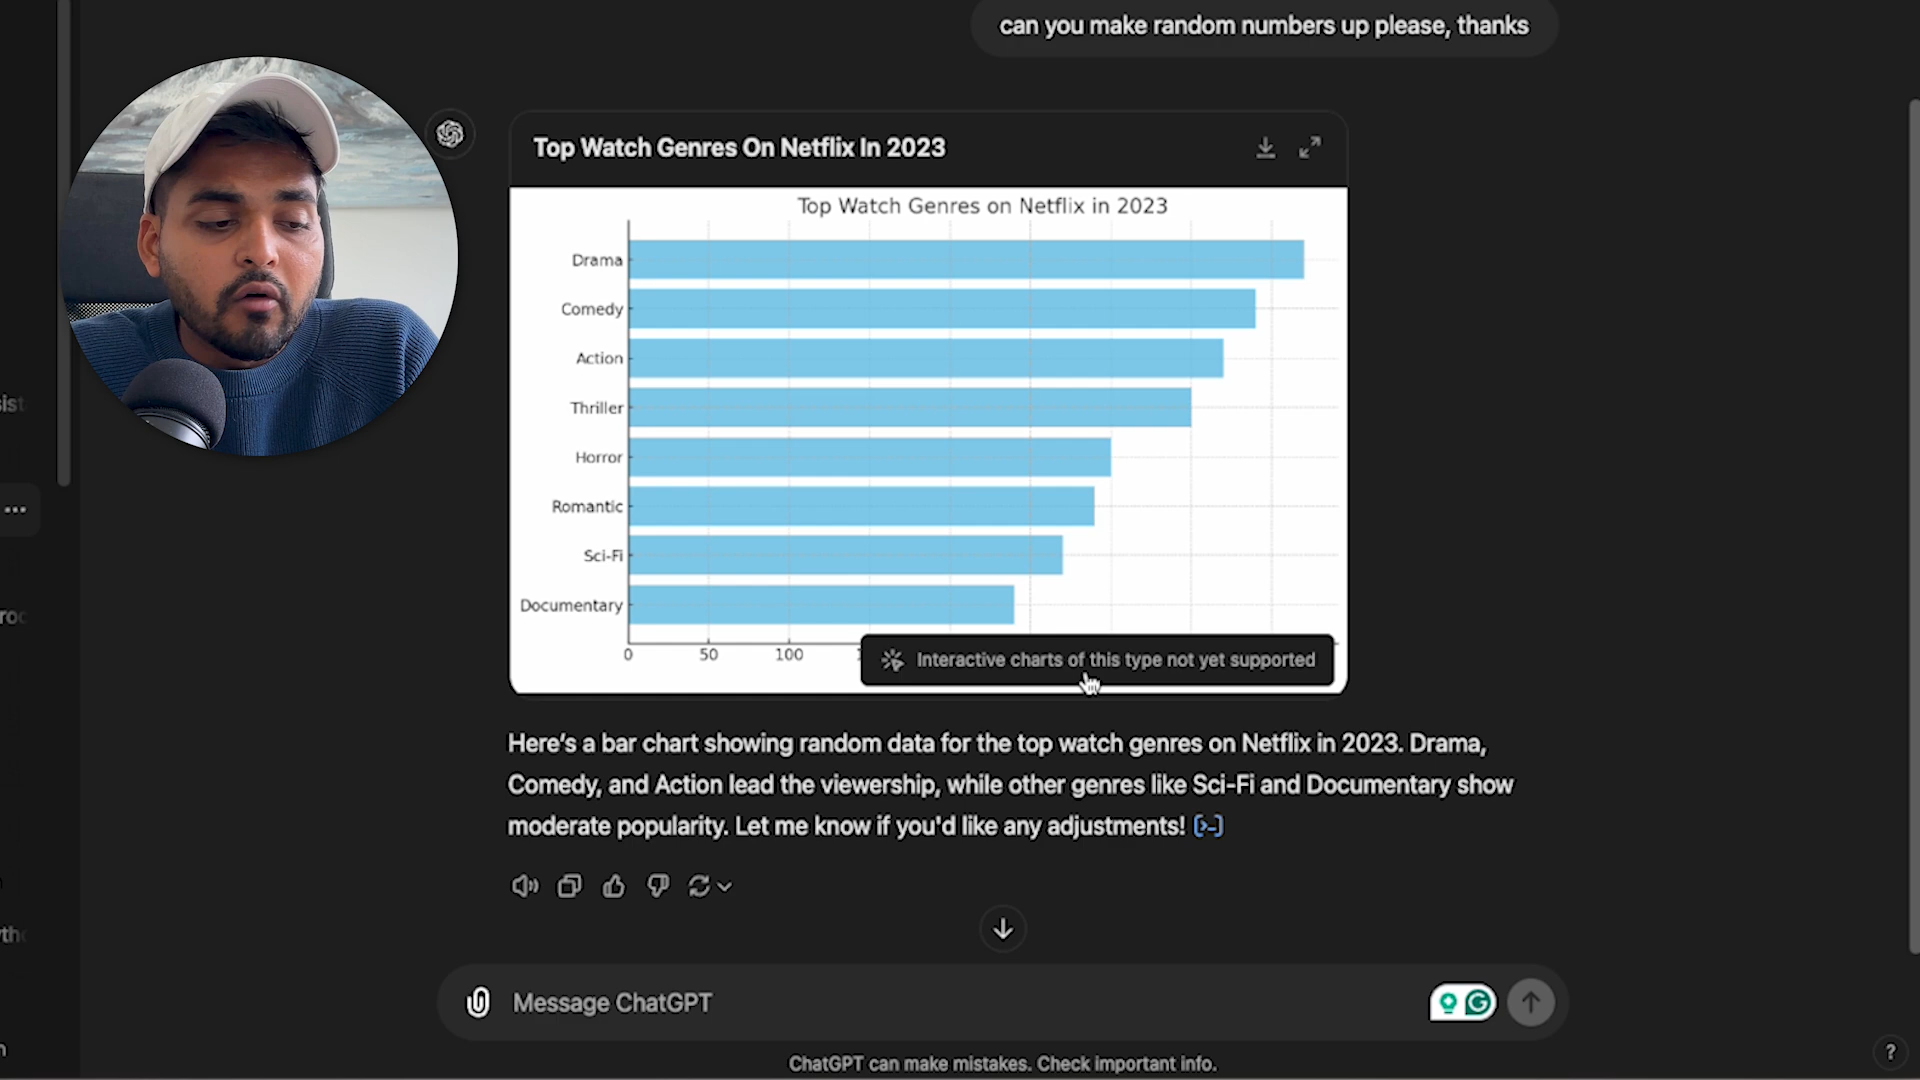 can you make random numbers up please, thanks
Top Watch Genres On Netflix In 2023
Top Watch Genres on Netflix in 2023
Drama
Comedy
Action
Thriller
Horror
Romantic
Sci-Fi
Documentary
0 50 100
Interactive charts of this type not yet supported
Here's a bar chart showing random data for the top watch genres on Netflix in 2023. Drama,
Comedy, and Action lead the viewership, while other genres like Sci-Fi and Documentary show
moderate popularity. Let me know if you'd like any adjustments! [>-]
Message ChatGPT
ChatGPT can make mistakes. Check important info.
?